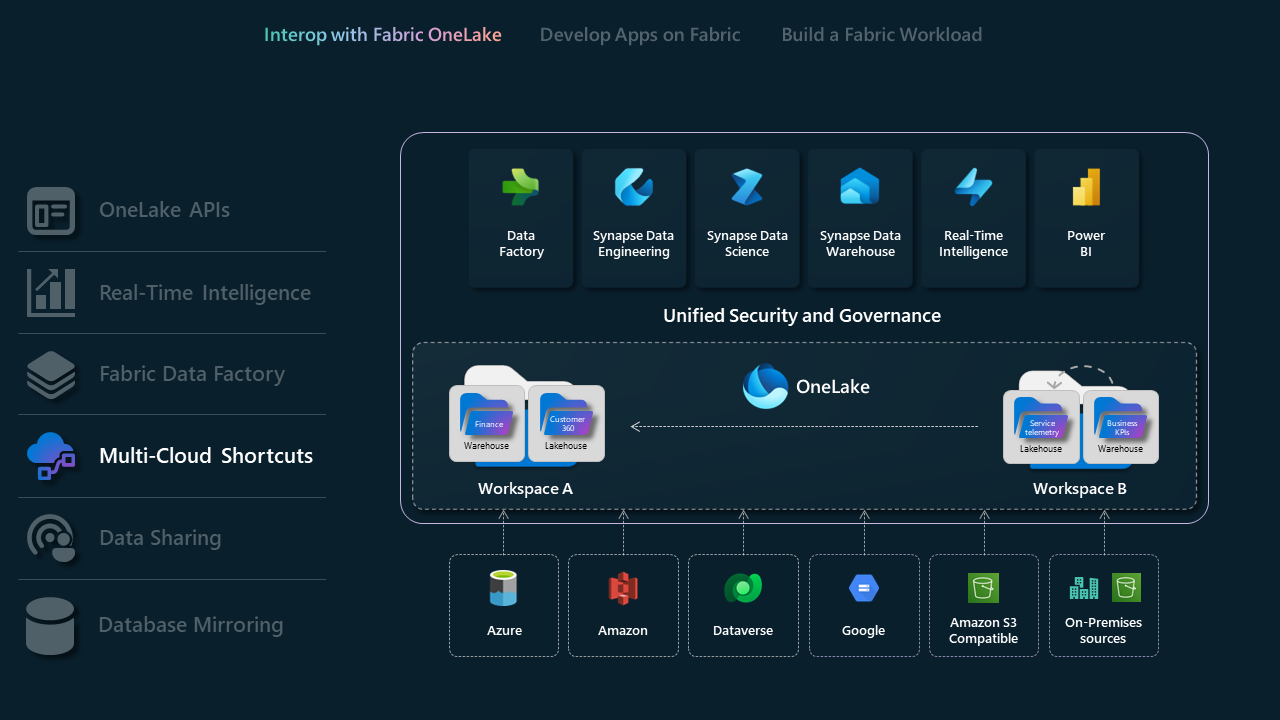 Interop with Fabric OneLake
Develop Apps on Fabric
Build a Fabric Workload
OneLake APIs
Real-Time Intelligence
Fabric Data Factory
Multi-Cloud Shortcuts
Data Sharing
Database Mirroring
Data
Factory
Synapse Data
Engineering
Synapse Data
Science
Synapse Data
Warehouse
Real-Time
Intelligence
Power
BI
Unified Security and Governance
OneLake
Finance
Warehouse
Customer
360
Lakehouse
Workspace A
Service
telemetry
Lakehouse
Business
KPIs
Warehouse
Workspace B
Azure
Amazon
Dataverse
Google
Amazon S3
Compatible
On-Premises
sources